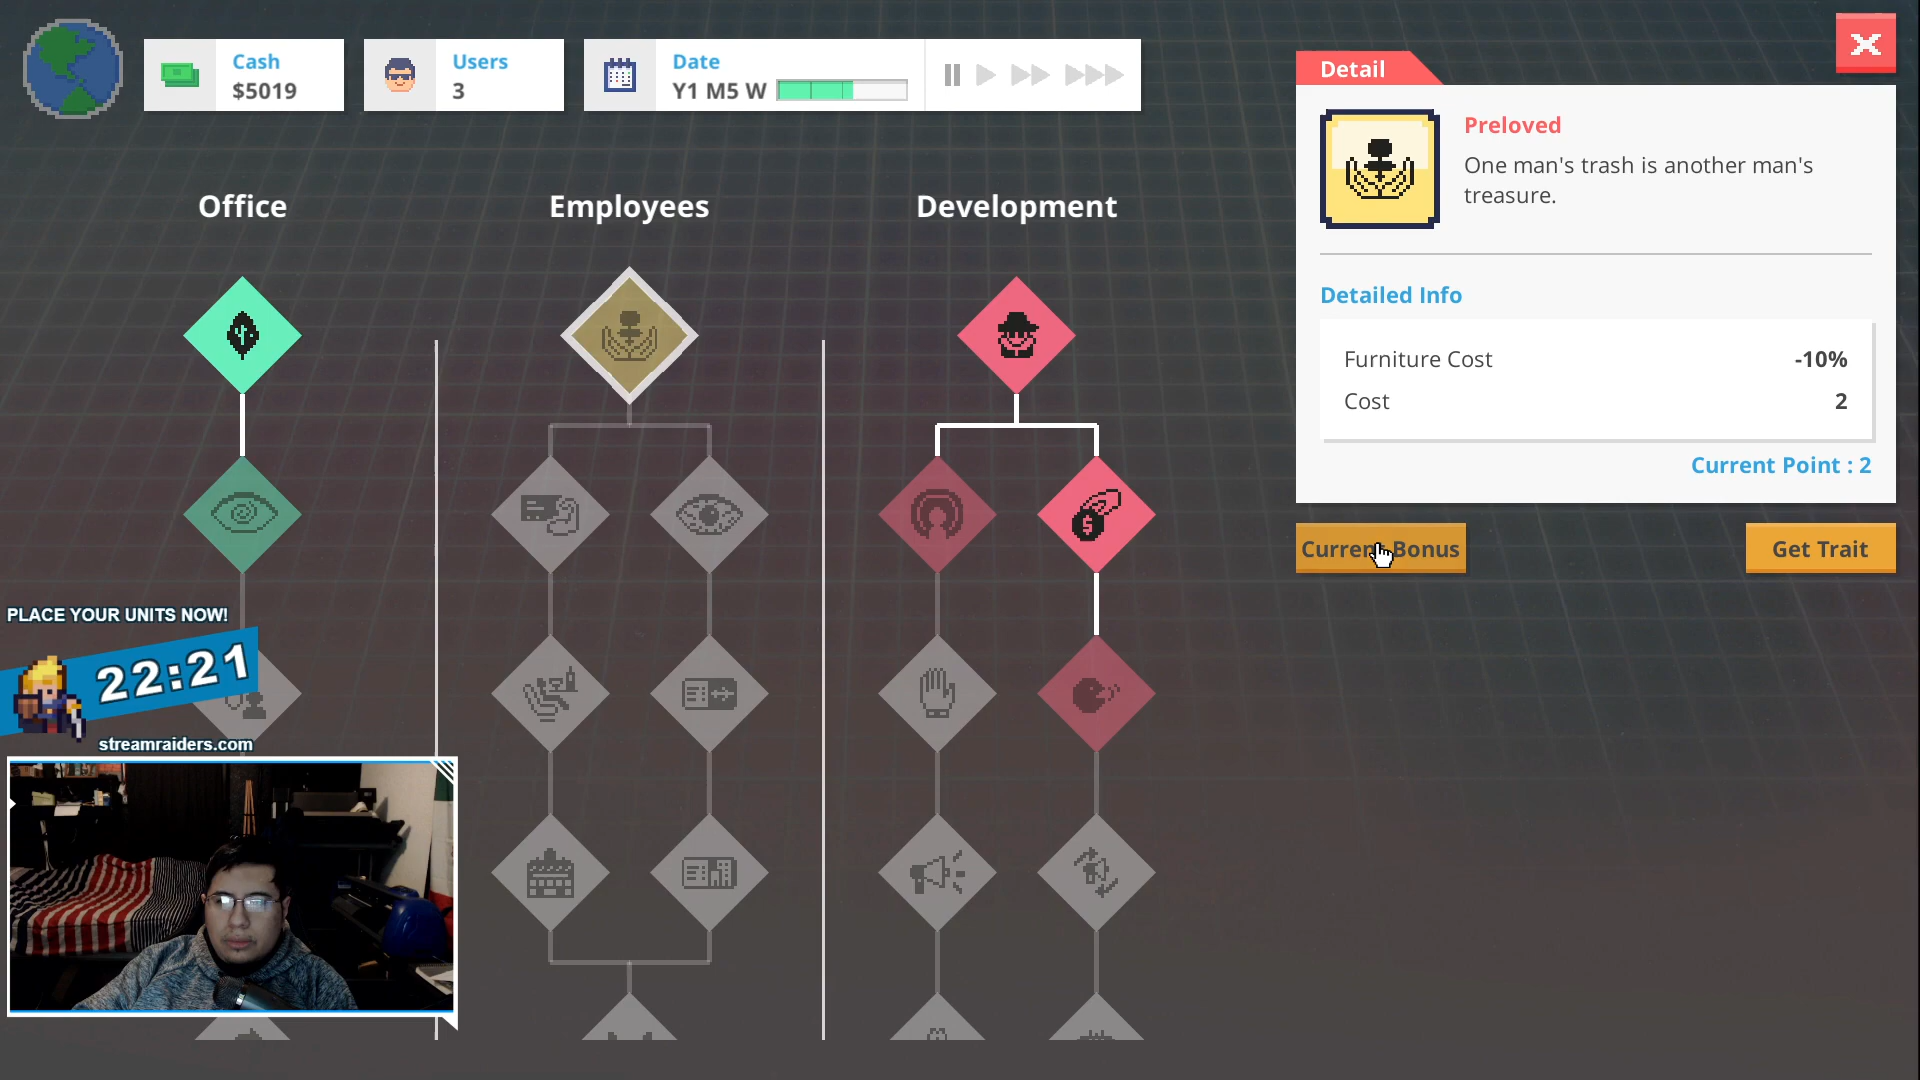 Cash
$5019
Users
3
Date
Y1 M5 W
Office
Employees
Development
Detail
Preloved
One man's trash is another man's
treasure.
Detailed Info
Furniture Cost
-10%
Cost
2
Current Point : 2
Current Bonus
Get Trait
PLACE YOUR UNITS NOW!
22:21
streamraiders.com